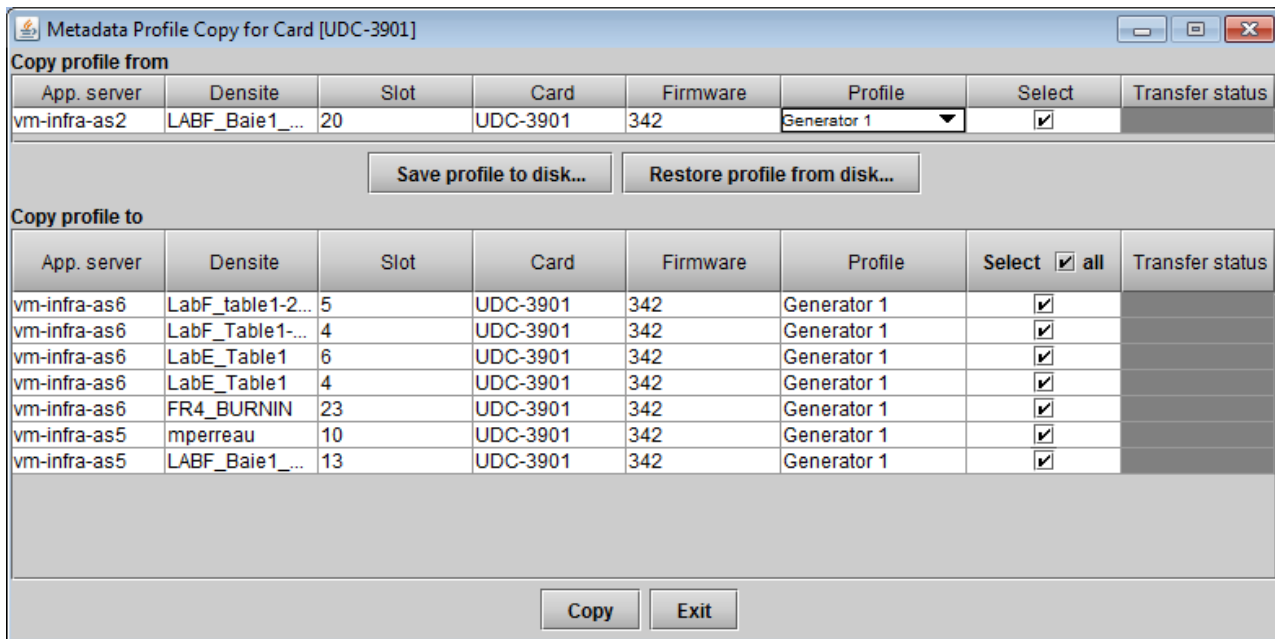 Metadata Profile Copy for Card [UDC-3901]
Copy profile from
App. server Densite Slot Card Firmware Profile Select Transfer status
vm-infra-as2 LABF_Baie1_... 20 UDC-3901 342 Generator 1
Save profile to disk... Restore profile from disk...
Copy profile to
App. server Densite Slot Card Firmware Profile Select all Transfer status
vm-infra-as6 LabF_table1-2... 5 UDC-3901 342 Generator 1
vm-infra-as6 LabF_Table1-... 4 UDC-3901 342 Generator 1
vm-infra-as6 LabE_Table1 6 UDC-3901 342 Generator 1
vm-infra-as6 LabE_Table1 4 UDC-3901 342 Generator 1
vm-infra-as6 FR4_BURNIN 23 UDC-3901 342 Generator 1
vm-infra-as5 mperreau 10 UDC-3901 342 Generator 1
vm-infra-as5 LABF_Baie1_... 13 UDC-3901 342 Generator 1
Copy Exit